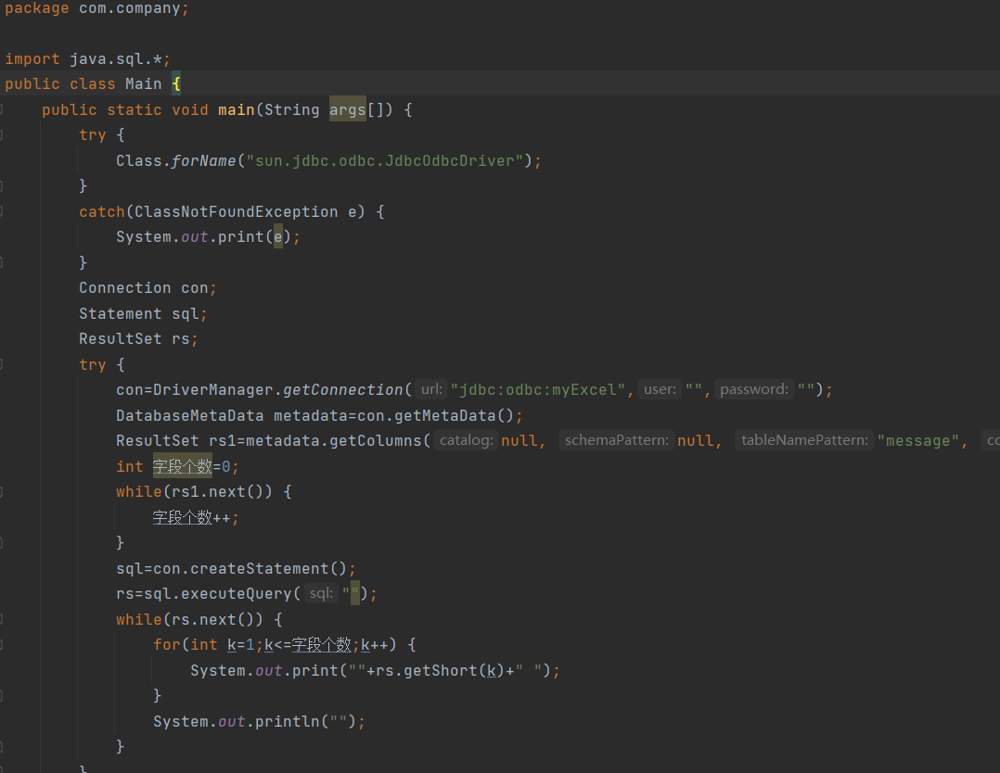 package com.company;
import java.sql.*;
public class Main {
public static void main(String args[]) {
try {
Class.forName("sun.jdbc.odbc.JdbcOdbcDriver");
}
catch(ClassNotFoundException e) {
System.out.print(e);
}
Connection con;
Statement sql;
ResultSet rs;
try {
con=DriverManager.getConnection( url: "jdbc:odbc:myExcel", user: "", password: "");
DatabaseMetaData metadata=con.getMetaData();
ResultSet rs1=metadata.getColumns( catalog: null, schemaPattern: null, tableNamePattern: "message", co
int 字段个数=0;
while(rs1.next()) {
字段个数++;
}
sql=con.createStatement();
rs=sql.executeQuery( sql: "");
while(rs.next()) {
for(int k=1;k<=字段个数;k++) {
System.out.print(""+rs.getShort(k)+" ");
}
System.out.println("");
}
}